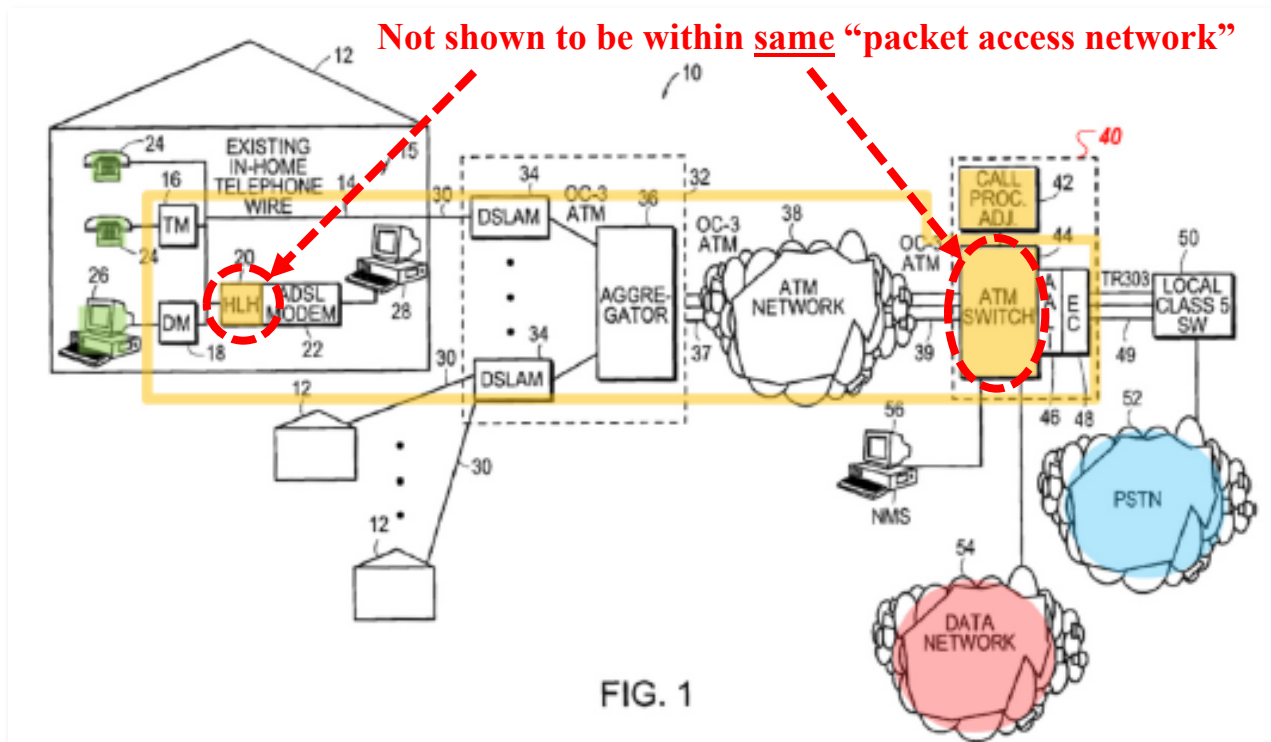 Not shown to be within same “packet access network”
12
10
40
24
EXISTING
IN-HOME
TELEPHONE
WIRE
15
16
14
30
34
OC-3
ATM
32
36
CALL
PROC.
ADJ.
42
TM
DSLAM
38
OC-3
ATM
44
24
20
26
HLH
ADSL
MODEM
28
AGGRE-
GATOR
ATM
NETWORK
ATM
SWITCH
A
A
L
1
EC
TR303
50
LOCAL
CLASS 5
SW
DM
18
22
34
37
39
49
30
DSLAM
46
48
12
56
52
30
NMS
PSTN
12
54
DATA
NETWORK
FIG. 1